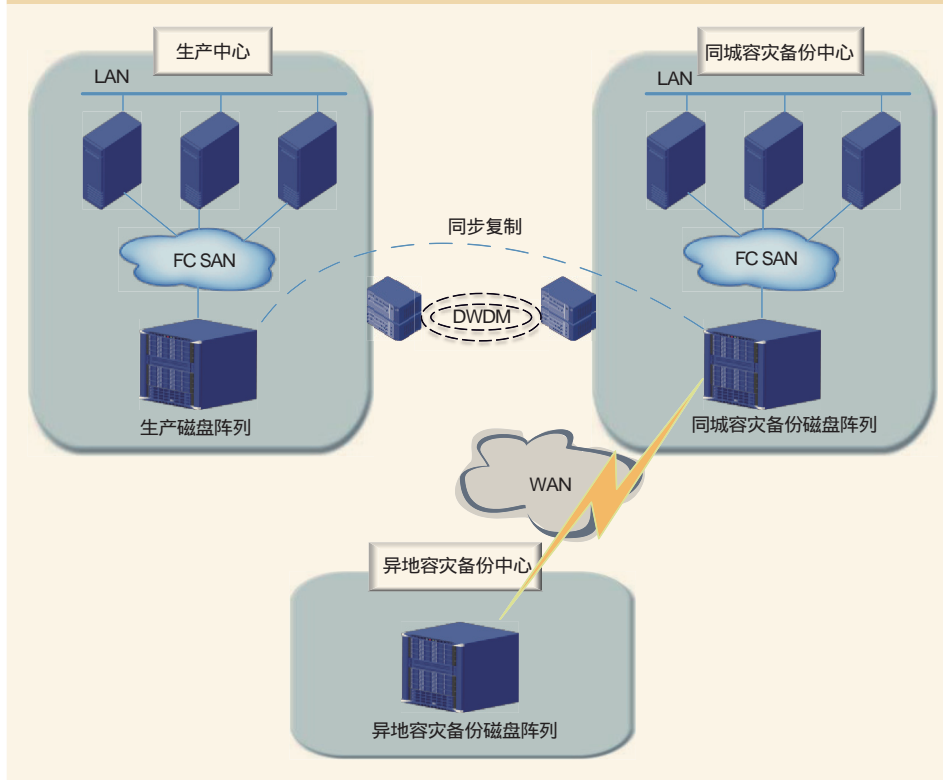 生产中心
同城容灾备份中心
LAN
LAN
同步复制
FC SAN
FC SAN
DWDM
生产磁盘阵列
同城容灾备份磁盘阵列
WAN
异地容灾备份中心
异地容灾备份磁盘阵列